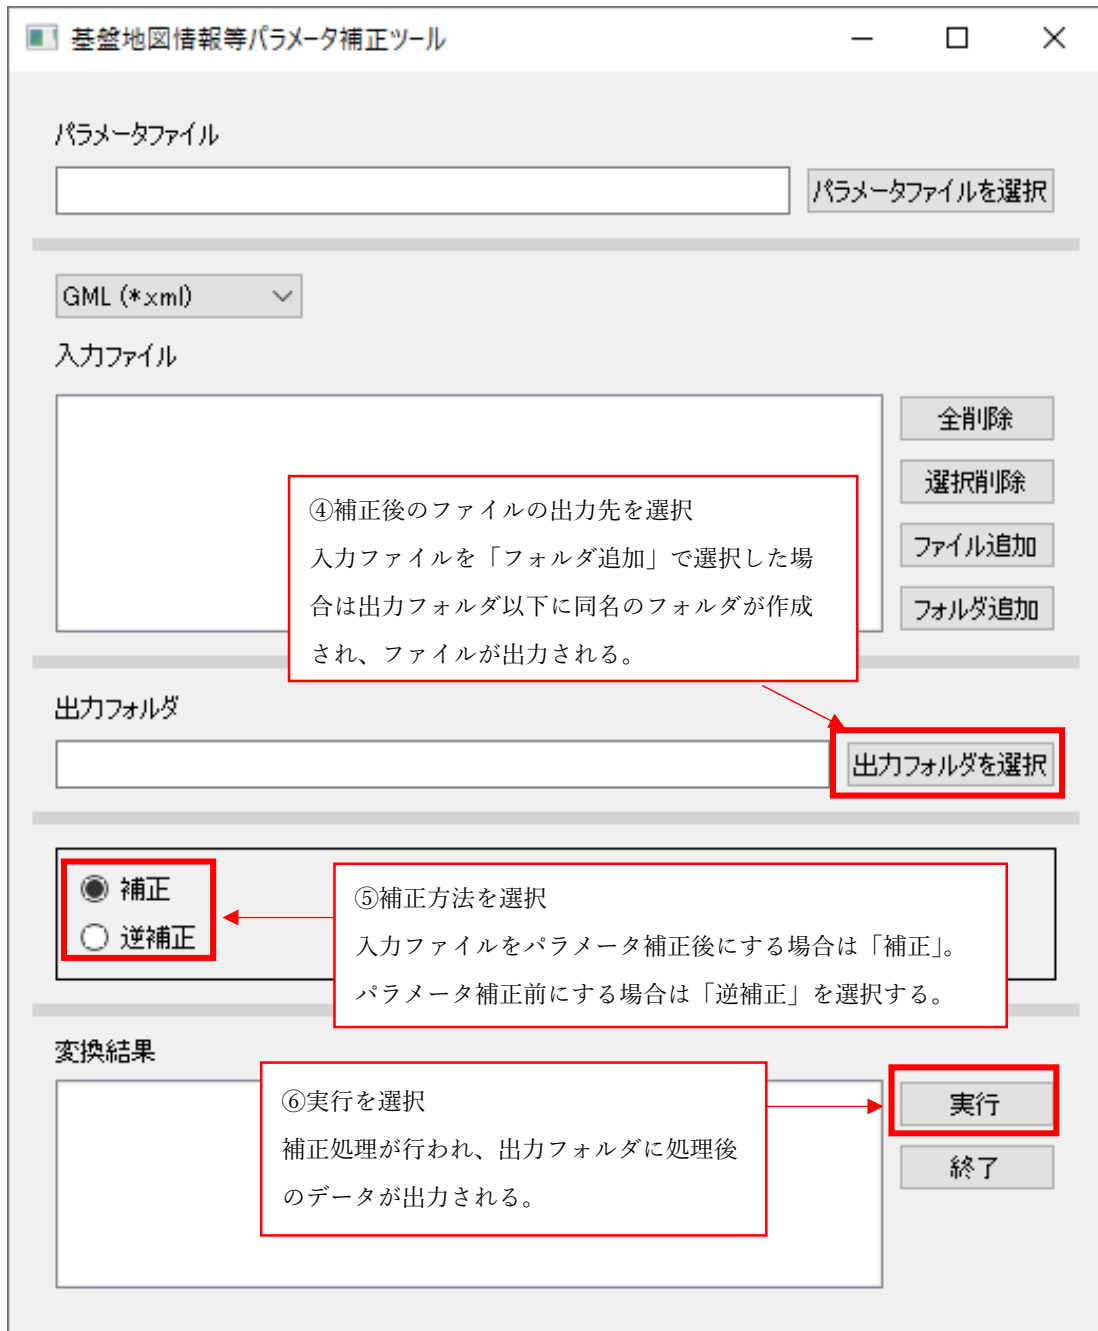 基盤地図情報等パラメータ補正ツール
パラメータファイル
パラメータファイルを選択
GML (*.xml)
入力ファイル
全削除
選択削除
ファイル追加
フォルダ追加
④補正後のファイルの出力先を選択
入力ファイルを「フォルダ追加」で選択した場
合は出力フォルダ以下に同名のフォルダが作成
され、ファイルが出力される。
出力フォルダ
出力フォルダを選択
補正
逆補正
⑤補正方法を選択
入力ファイルをパラメータ補正後にする場合は「補正」。
パラメータ補正前にする場合は「逆補正」を選択する。
変換結果
⑥実行を選択
補正処理が行われ、出力フォルダに処理後
のデータが出力される。
実行
終了